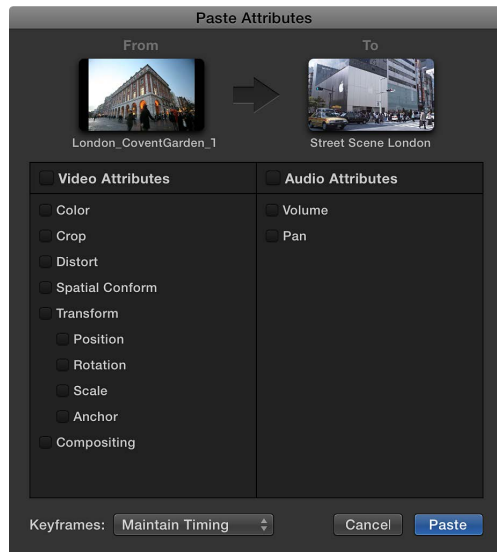 Paste Attributes
From
To
London_CoventGarden_1
Street Scene London
Video Attributes
Audio Attributes
Color
Volume
Crop
Pan
Distort
Spatial Conform
Transform
Position
Rotation
Scale
Anchor
Compositing
Keyframes: Maintain Timing
Cancel
Paste